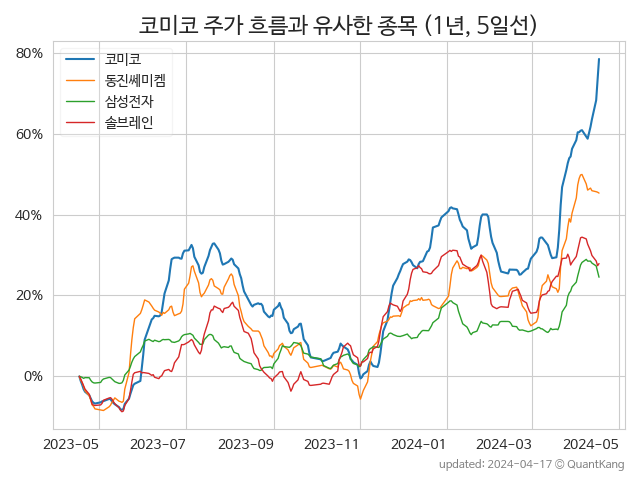 코미코 주가 흐름과 유사한 종목 (1년, 5일선)
코미코
동진쎄미켐
삼성전자
솔브레인
80%
60%
40%
20%
0%
2023-05 2023-07 2023-09 2023-11 2024-01 2024-03 2024-05
updated: 2024-04-17 © QuantKang